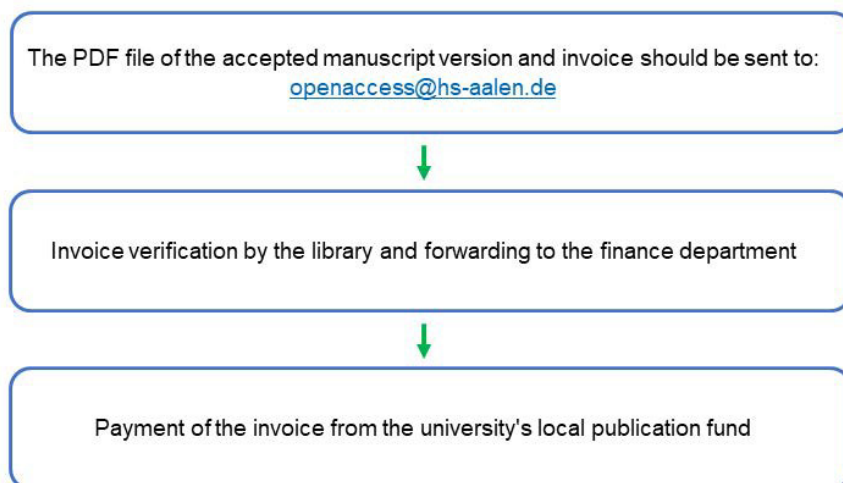 The PDF file of the accepted manuscript version and invoice should be sent to:
openaccess@hs-aalen.de
Invoice verification by the library and forwarding to the finance department
Payment of the invoice from the university's local publication fund